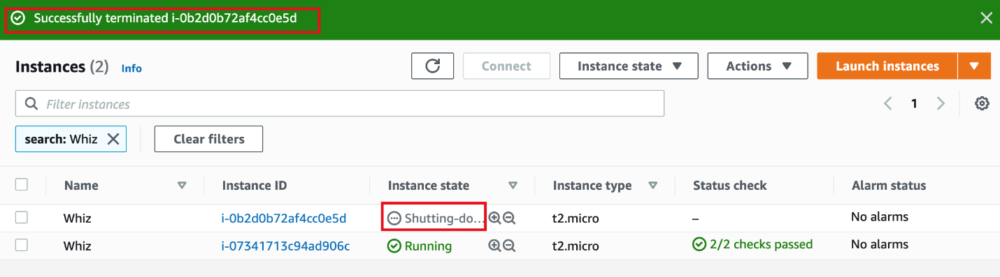 Successfully terminated i-0b2d0b72af4cc0e5d
Instances (2) Info Connect Instance state Actions Launch instances
Filter instances 1
search: Whiz Clear filters
Name Instance ID Instance state Instance type Status check Alarm status
Whiz i-0b2d0b72af4cc0e5d Shutting-do... t2.micro – No alarms
Whiz i-07341713c94ad906c Running t2.micro 2/2 checks passed No alarms